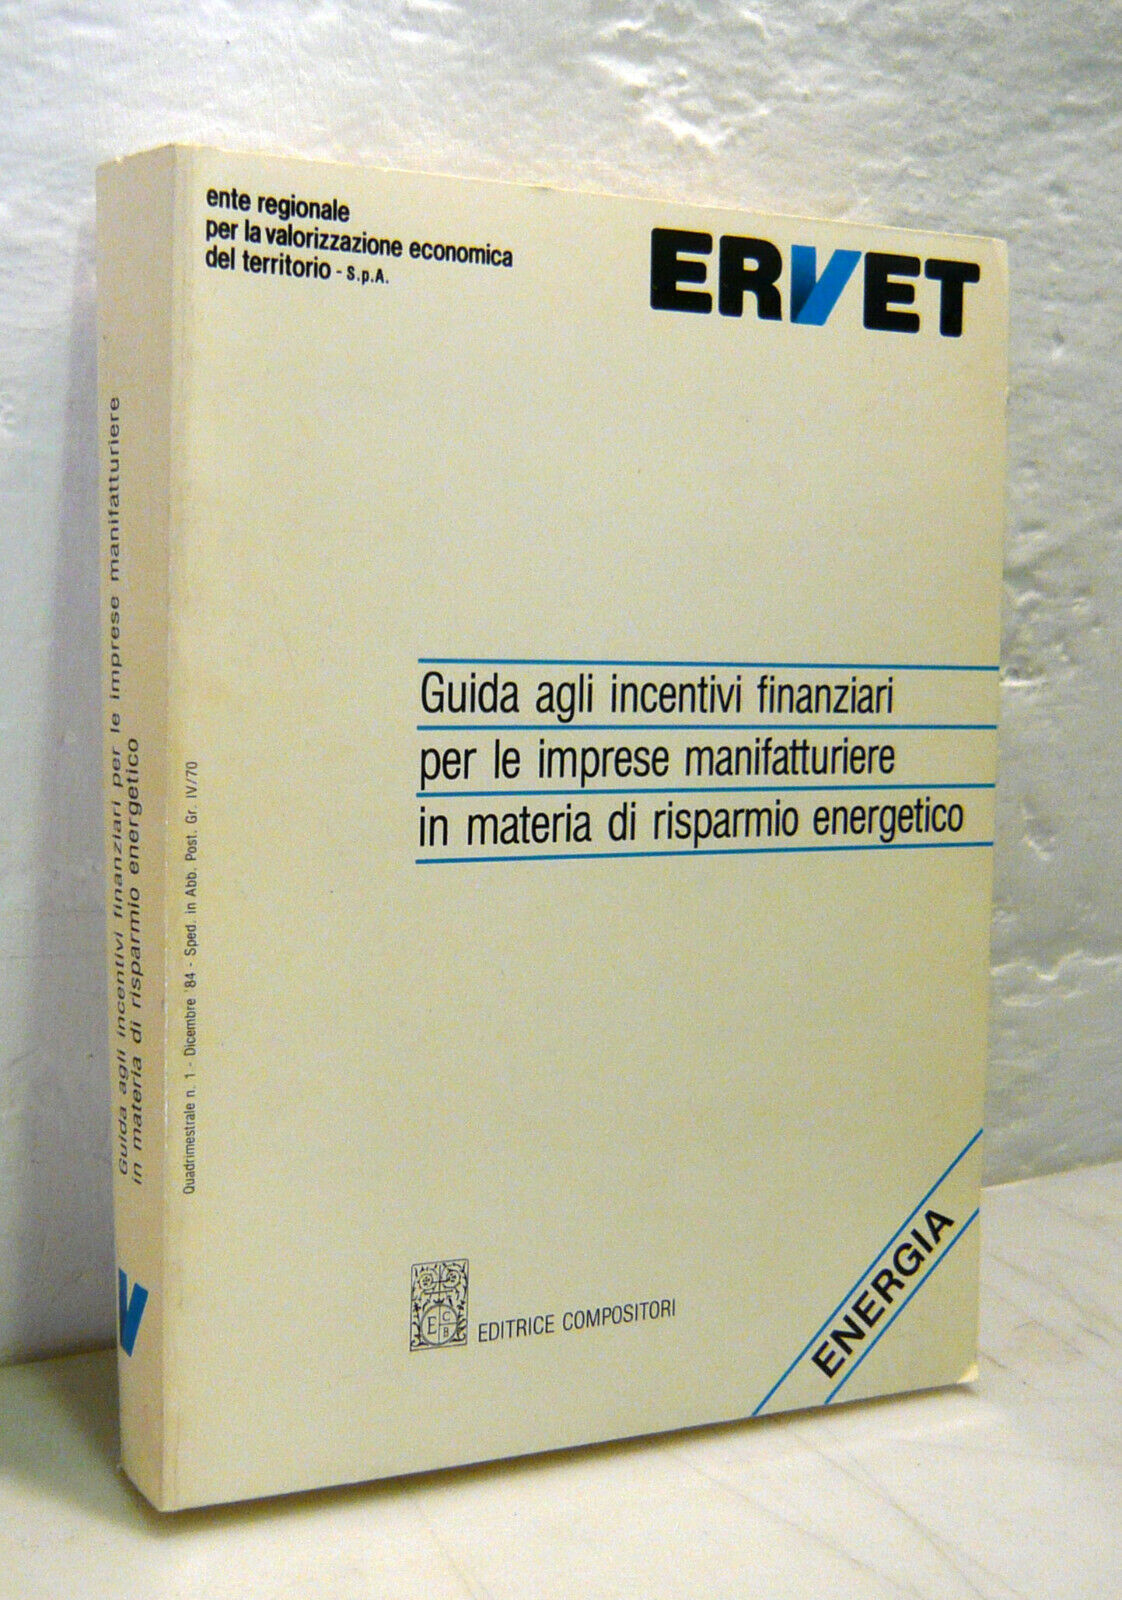 ente regionale
per la valorizzazione economica
del territorio - S.p.A.
ERVET
Guida agli incentivi finanziari
per le imprese manifatturiere
in materia di risparmio energetico
Quadrimestrale n. 1 - Dicembre '84 - Sped. in Abb. Post. Gr. IV/70
Guida agli incentivi finanziari per le imprese manifatturiere
in materia di risparmio energetico
V
E C B
EDITRICE COMPOSITORI
ENERGIA